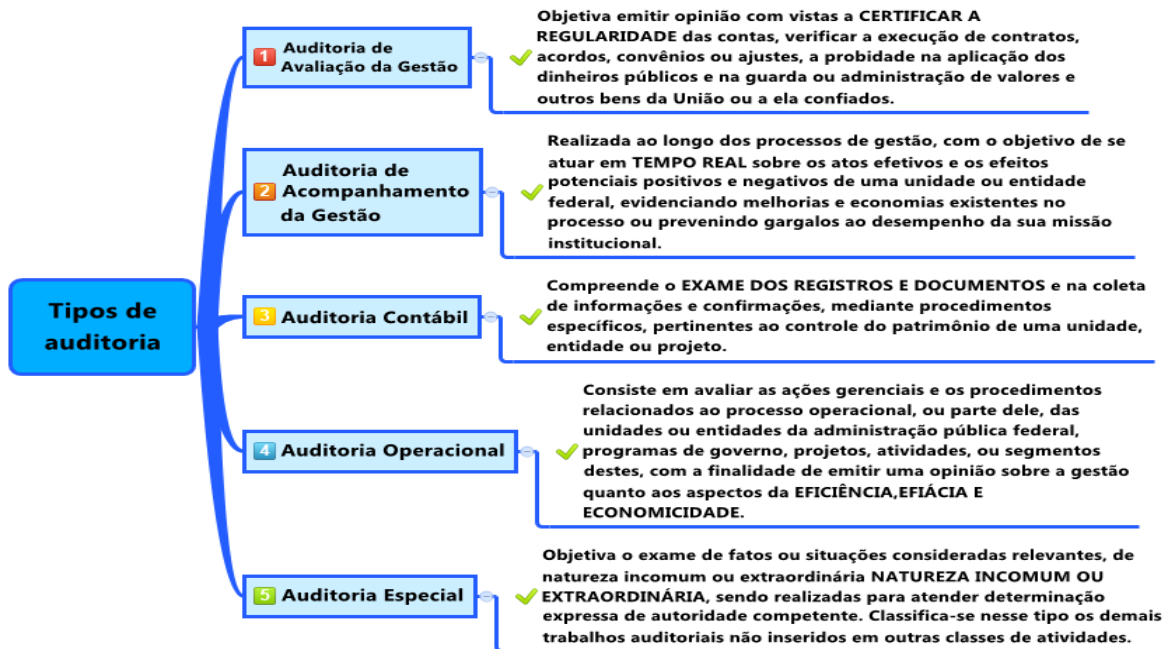 Tipos de
auditoria
1 Auditoria de
Avaliação da Gestão
Objetiva emitir opinião com vistas a CERTIFICAR A
REGULARIDADE das contas, verificar a execução de contratos,
acordos, convênios ou ajustes, a probidade na aplicação dos
dinheiros públicos e na guarda ou administração de valores e
outros bens da União ou a ela confiados.
2 Auditoria de
Acompanhamento
da Gestão
Realizada ao longo dos processos de gestão, com o objetivo de se
atuar em TEMPO REAL sobre os atos efetivos e os efeitos
potenciais positivos e negativos de uma unidade ou entidade
federal, evidenciando melhorias e economias existentes no
processo ou prevenindo gargalos ao desempenho da sua missão
institucional.
3 Auditoria Contábil
Compreende o EXAME DOS REGISTROS E DOCUMENTOS e na coleta
de informações e confirmações, mediante procedimentos
específicos, pertinentes ao controle do patrimônio de uma unidade,
entidade ou projeto.
4 Auditoria Operacional
Consiste em avaliar as ações gerenciais e os procedimentos
relacionados ao processo operacional, ou parte dele, das
unidades ou entidades da administração pública federal,
programas de governo, projetos, atividades, ou segmentos
destes, com a finalidade de emitir uma opinião sobre a gestão
quanto aos aspectos da EFICIÊNCIA,EFIÁCIA E
ECONOMICIDADE.
5 Auditoria Especial
Objetiva o exame de fatos ou situações consideradas relevantes, de
natureza incomum ou extraordinária NATUREZA INCOMUM OU
EXTRAORDINÁRIA, sendo realizadas para atender determinação
expressa de autoridade competente. Classifica-se nesse tipo os demais
trabalhos auditoriais não inseridos em outras classes de atividades.